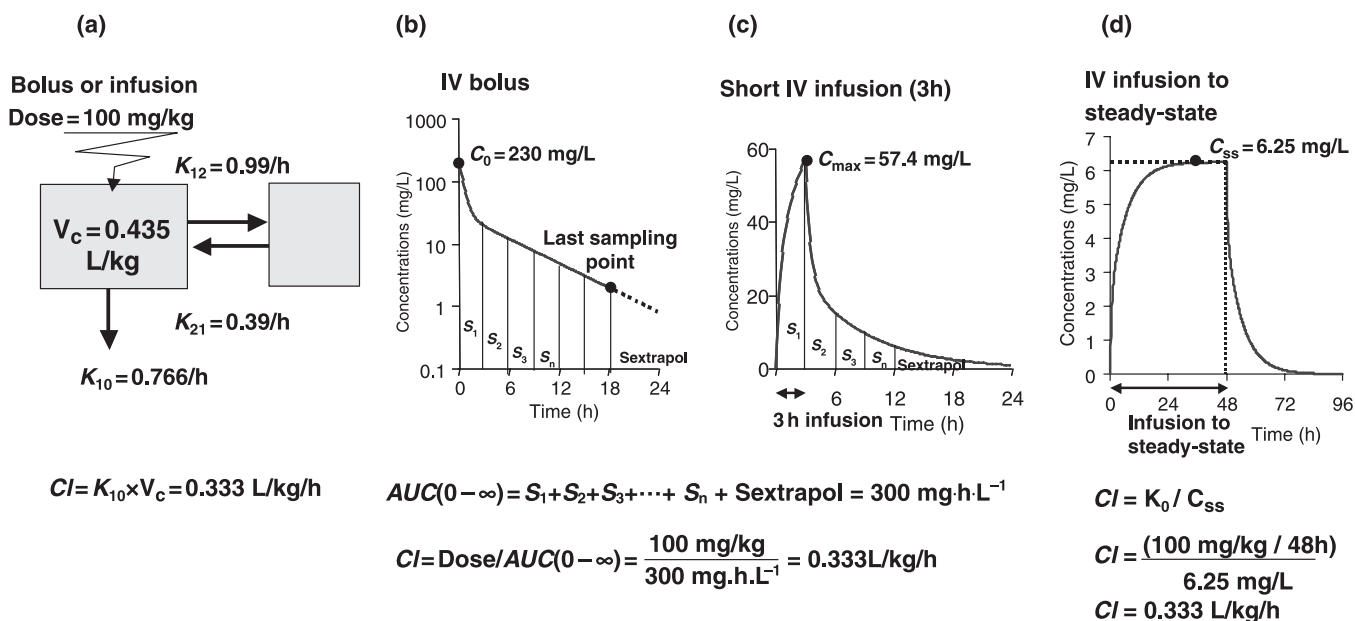 (a)
Bolus or infusion
Dose = 100 mg/kg
K12 = 0.99/h
Vc = 0.435
L/kg
K21 = 0.39/h
K10 = 0.766/h
Cl = K10 × Vc = 0.333 L/kg/h
(b)
IV bolus
Concentrations (mg/L)
1000
100
10
1
0.1
C0 = 230 mg/L
Last sampling
point
S1
S2
S3
Sn
Sextrapol
0 6 12 18 24
Time (h)
(c)
Short IV infusion (3h)
Concentrations (mg/L)
60
40
20
0
Cmax = 57.4 mg/L
S1
S2
S3
Sn
Sextrapol
6 12 18 24
3 h infusion
Time (h)
AUC(0 – ∞) = S1 + S2 + S3 + ····+ Sn + Sextrapol = 300 mg·h·L⁻¹
Cl = Dose/AUC(0 – ∞) = 100 mg/kg / 300 mg.h.L⁻¹ = 0.333L/kg/h
(d)
IV infusion to
steady-state
Concentrations (mg/L)
7
6
5
4
3
2
1
0
Css = 6.25 mg/L
0 24 48 72 96
Infusion to
steady-state
Time (h)
Cl = K0 / Css
Cl = (100 mg/kg / 48h)
6.25 mg/L
Cl = 0.333 L/kg/h